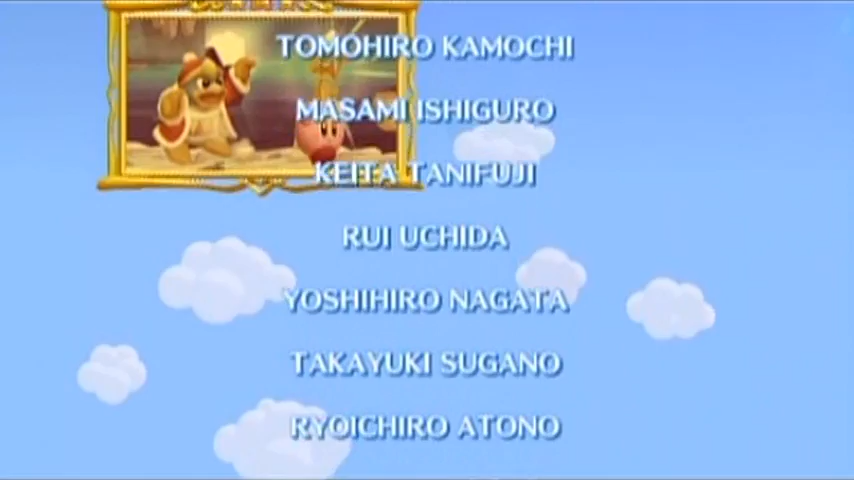 TOMOHIRO KAMOCHI
MASAMI ISHIGURO
KEITA TANIFUJI
RUI UCHIDA
YOSHIHIRO NAGATA
TAKAYUKI SUGANO
RYOICHIRO ATONO